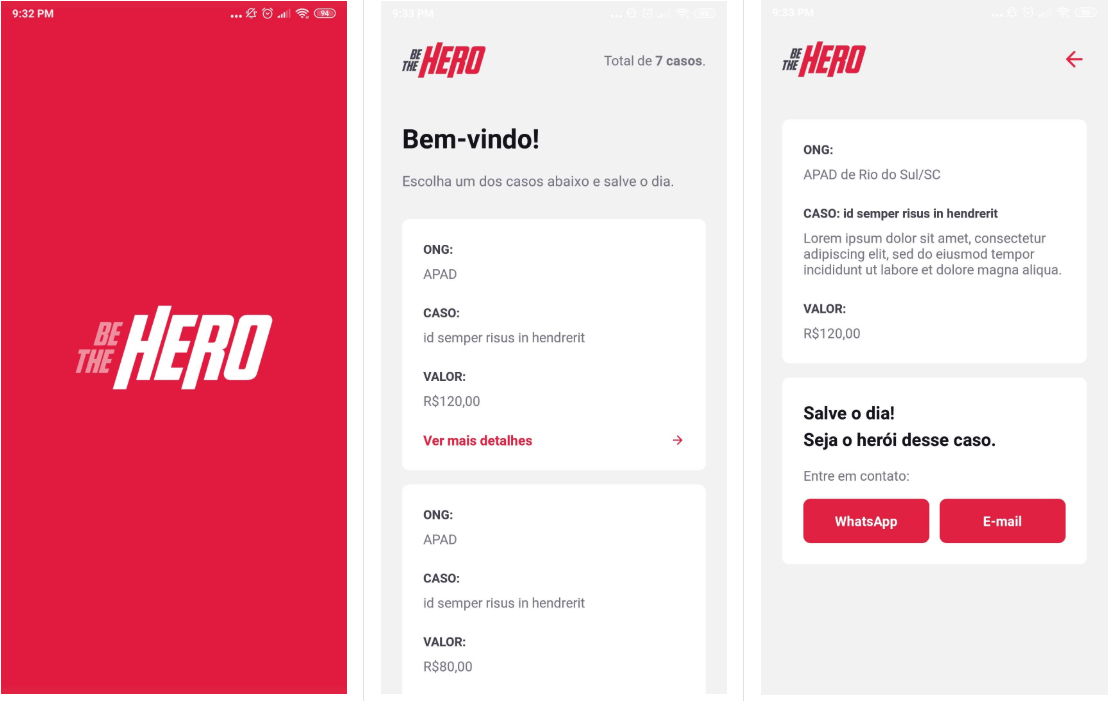 9:32 PM
94
BE
THE HERO
9:33 PM
BE
THE HERO
Total de 7 casos.
Bem-vindo!
Escolha um dos casos abaixo e salve o dia.
ONG:
APAD
CASO:
id semper risus in hendrerit
VALOR:
R$120,00
Ver mais detalhes
ONG:
APAD
CASO:
id semper risus in hendrerit
VALOR:
R$80,00
9:33 PM
BE
THE HERO
ONG:
APAD de Rio do Sul/SC
CASO: id semper risus in hendrerit
Lorem ipsum dolor sit amet, consectetur
adipiscing elit, sed do eiusmod tempor
incididunt ut labore et dolore magna aliqua.
VALOR:
R$120,00
Salve o dia!
Seja o herói desse caso.
Entre em contato:
WhatsApp
E-mail